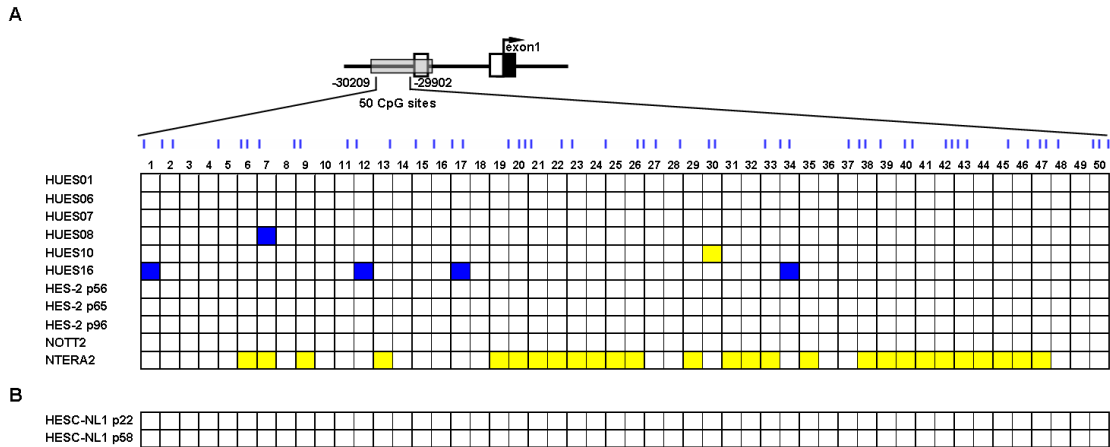 A
exon1
-30209
-29902
50 CpG sites
1 2 3 4 5 6 7 8 9 10 11 12 13 14 15 16 17 18 19 20 21 22 23 24 25 26 27 28 29 30 31 32 33 34 35 36 37 38 39 40 41 42 43 44 45 46 47 48 49 50
HUES01
HUES06
HUES07
HUES08
HUES10
HUES16
HES-2 p56
HES-2 p65
HES-2 p96
NOTT2
NTERA2
B
HESC-NL1 p22
HESC-NL1 p58